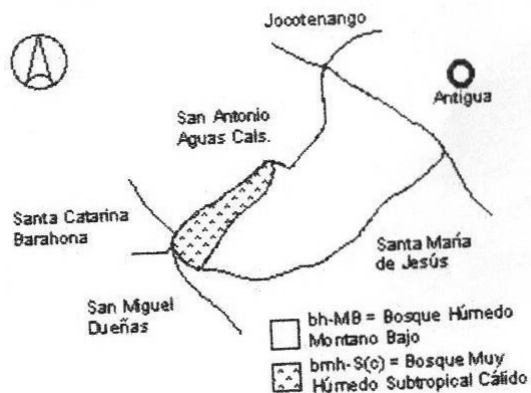 Jocotenango
Antigua
San Antonio
Aguas Cals.
Santa Catarina
Barahona
Santa María
de Jesús
San Miguel
Dueñas
bh-MB = Bosque Húmedo
Montano Bajo
bmh-S(c) = Bosque Muy
Húmedo Subtropical Cálido